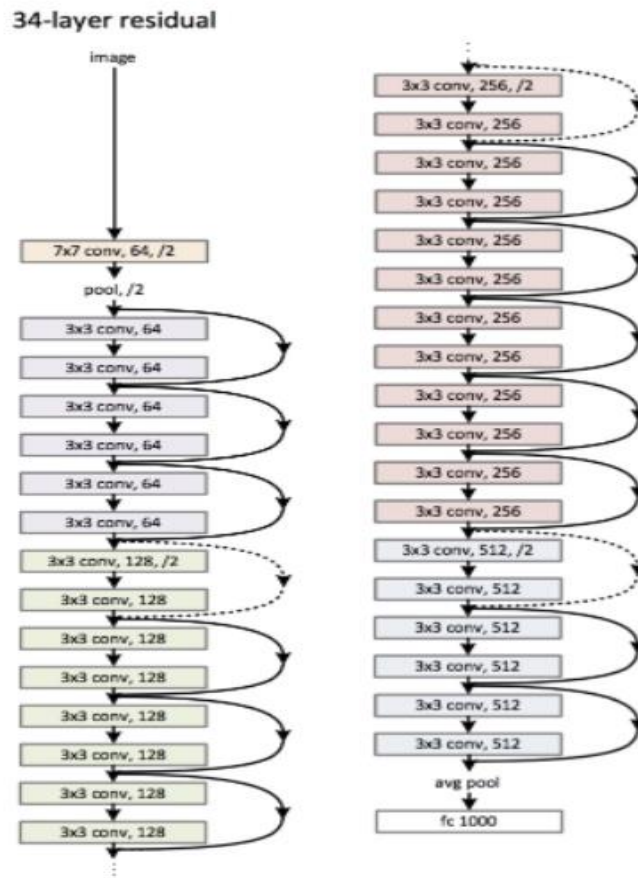 34-layer residual
image
7x7 conv, 64, /2
pool, /2
3x3 conv, 64
3x3 conv, 64
3x3 conv, 64
3x3 conv, 64
3x3 conv, 64
3x3 conv, 64
3x3 conv, 128, /2
3x3 conv, 128
3x3 conv, 128
3x3 conv, 128
3x3 conv, 128
3x3 conv, 128
3x3 conv, 128
3x3 conv, 128
3x3 conv, 256, /2
3x3 conv, 256
3x3 conv, 256
3x3 conv, 256
3x3 conv, 256
3x3 conv, 256
3x3 conv, 256
3x3 conv, 256
3x3 conv, 256
3x3 conv, 256
3x3 conv, 256
3x3 conv, 256
3x3 conv, 512, /2
3x3 conv, 512
3x3 conv, 512
3x3 conv, 512
3x3 conv, 512
3x3 conv, 512
avg pool
fc 1000